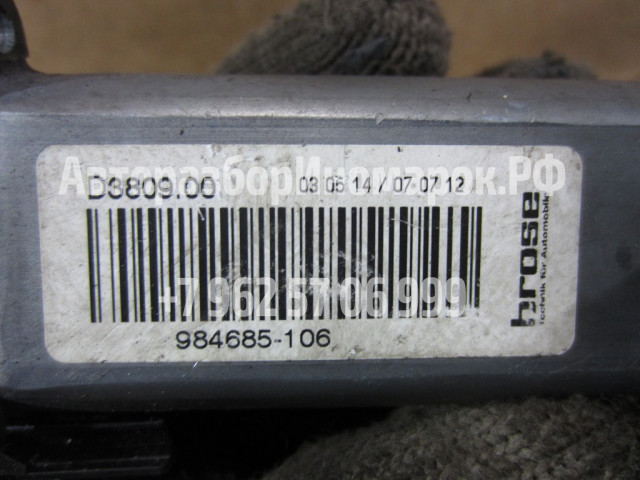 D3809.00
03 06 14 / 07 07 12
АвторазборИномарок.РФ
+7 962 57 06 999
984685-106
brose
Technik für Automobile